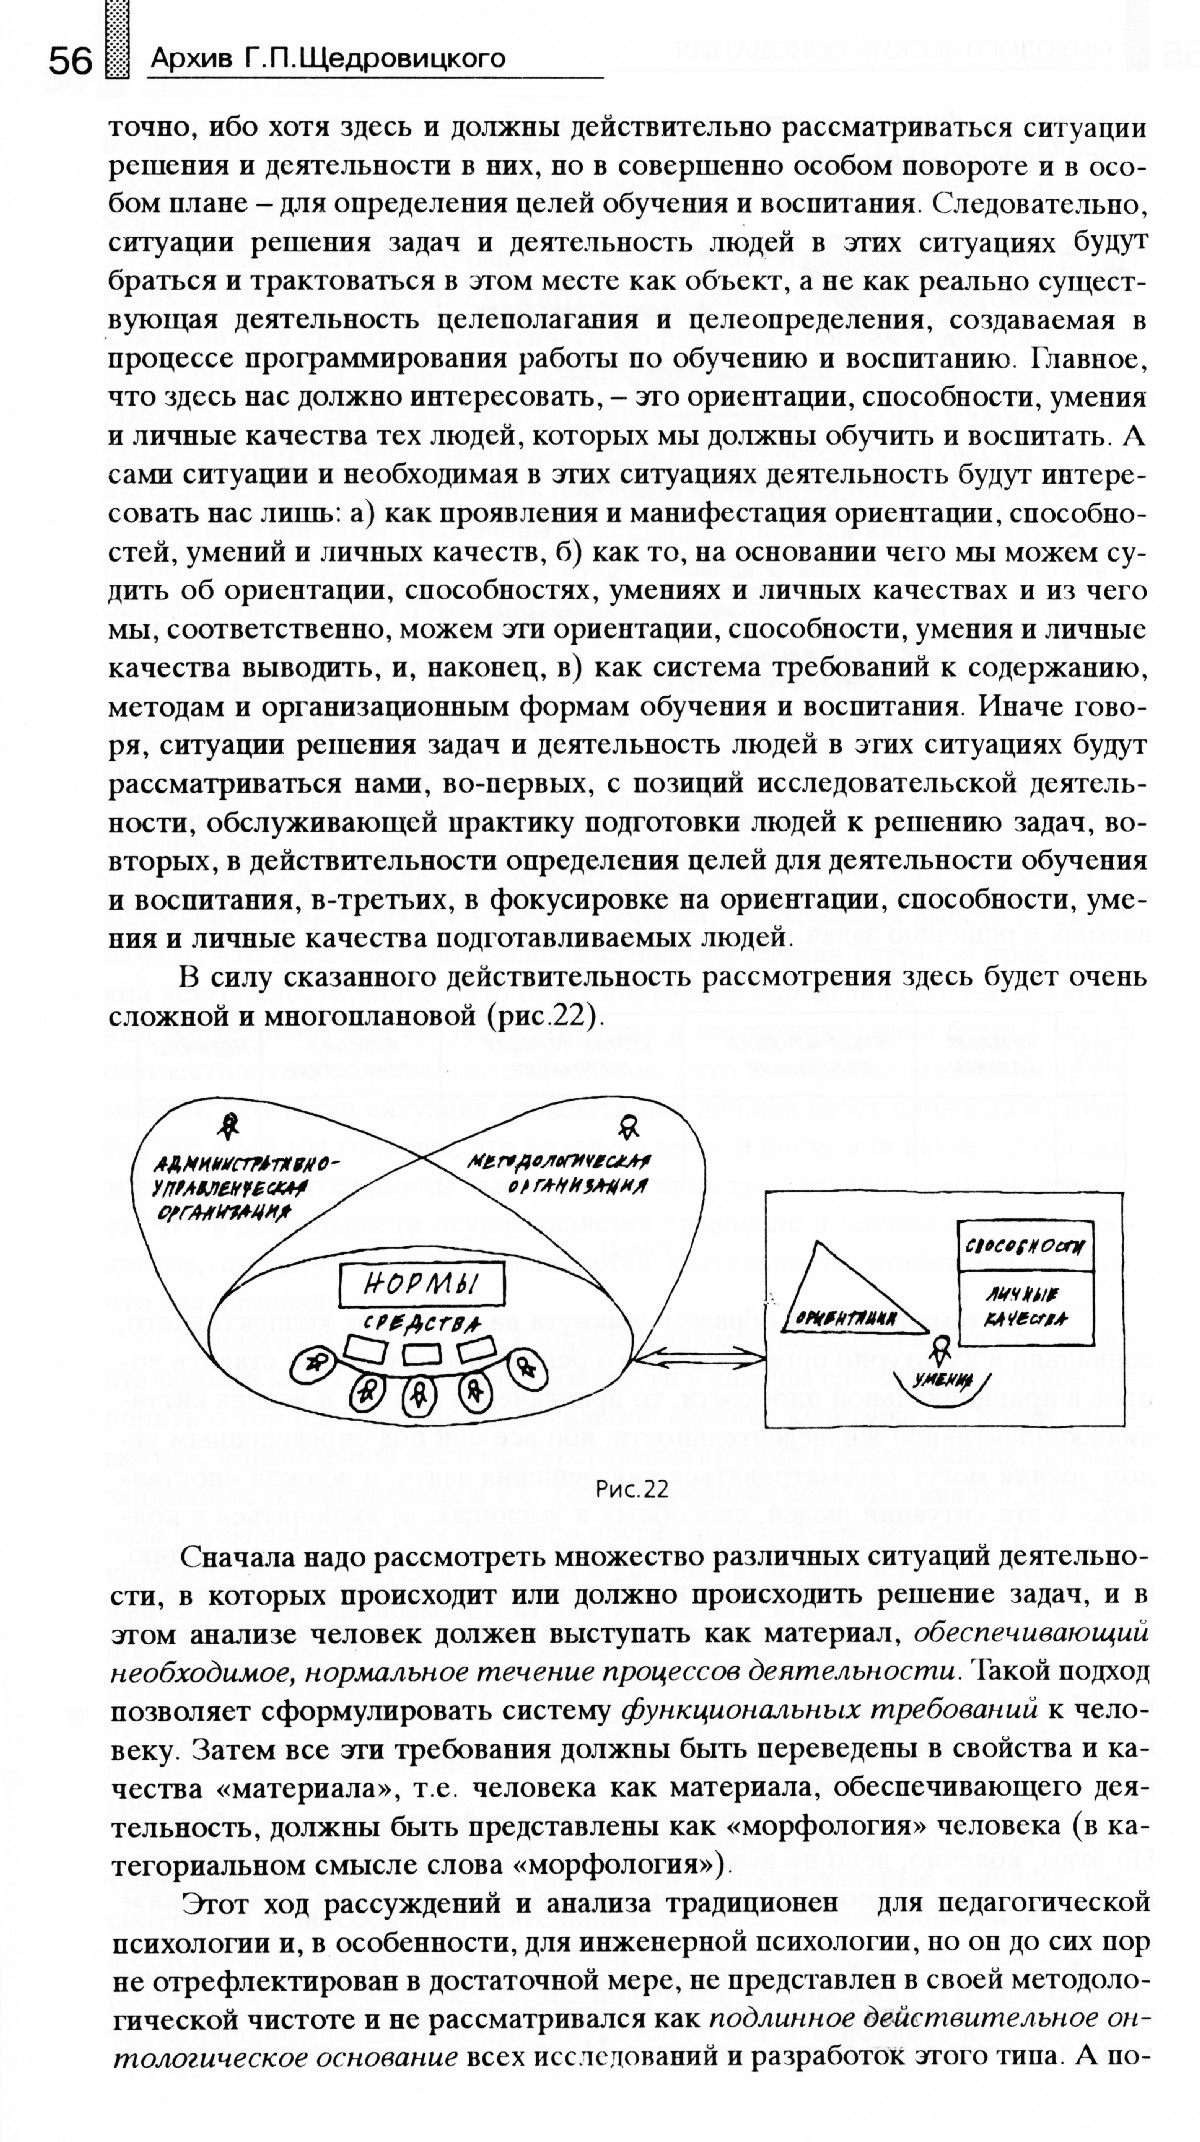 56
Архив Г.П.Щедровицкого
точно, ибо хотя здесь и должны действительно рассматриваться ситуации
решения и деятельности в них, но в совершенно особом повороте и в осо-
бом плане – для определения целей обучения и воспитания. Следовательно,
ситуации решения задач и деятельность людей в этих ситуациях будут
браться и трактоваться в этом месте как объект, а не как реально сущест-
вующая деятельность целеполагания и целеопределения, создаваемая в
процессе программирования работы по обучению и воспитанию. Главное,
что здесь нас должно интересовать, – это ориентации, способности, умения
и личные качества тех людей, которых мы должны обучить и воспитать. А
сами ситуации и необходимая в этих ситуациях деятельность будут интере-
совать нас лишь: а) как проявления и манифестация ориентации, способно-
стей, умений и личных качеств, б) как то, на основании чего мы можем су-
дить об ориентации, способностях, умениях и личных качествах и из чего
мы, соответственно, можем эти ориентации, способности, умения и личные
качества выводить, и, наконец, в) как система требований к содержанию,
методам и организационным формам обучения и воспитания. Иначе гово-
ря, ситуации решения задач и деятельность людей в этих ситуациях будут
рассматриваться нами, во-первых, с позиций исследовательской деятель-
ности, обслуживающей практику подготовки людей к решению задач, во-
вторых, в действительности определения целей для деятельности обучения
и воспитания, в-третьих, в фокусировке на ориентации, способности, уме-
ния и личные качества подготавливаемых людей.
В силу сказанного действительность рассмотрения здесь будет очень
сложной и многоплановой (рис.22).
АДМИНИСТРАТИВНО-
УПРАВЛЕНЧЕСКАЯ
ОРГАНИЗАЦИЯ
МЕТОДОЛОГИЧЕСКАЯ
ОРГАНИЗАЦИЯ
НОРМЫ
СРЕДСТВА
ОРИЕНТАЦИИ
СПОСОБНОСТИ
ЛИЧНЫЕ
КАЧЕСТВА
УМЕНИЯ
Рис.22
Сначала надо рассмотреть множество различных ситуаций деятельно-
сти, в которых происходит или должно происходить решение задач, и в
этом анализе человек должен выступать как материал, обеспечивающий
необходимое, нормальное течение процессов деятельности. Такой подход
позволяет сформулировать систему функциональных требований к чело-
веку. Затем все эти требования должны быть переведены в свойства и ка-
чества «материала», т.е. человека как материала, обеспечивающего дея-
тельность, должны быть представлены как «морфология» человека (в ка-
тегориальном смысле слова «морфология»).
Этот ход рассуждений и анализа традиционен для педагогической
психологии и, в особенности, для инженерной психологии, но он до сих пор
не отрефлектирован в достаточной мере, не представлен в своей методоло-
гической чистоте и не рассматривался как подлинное действительное он-
тологическое основание всех исследований и разработок этого типа. А по-